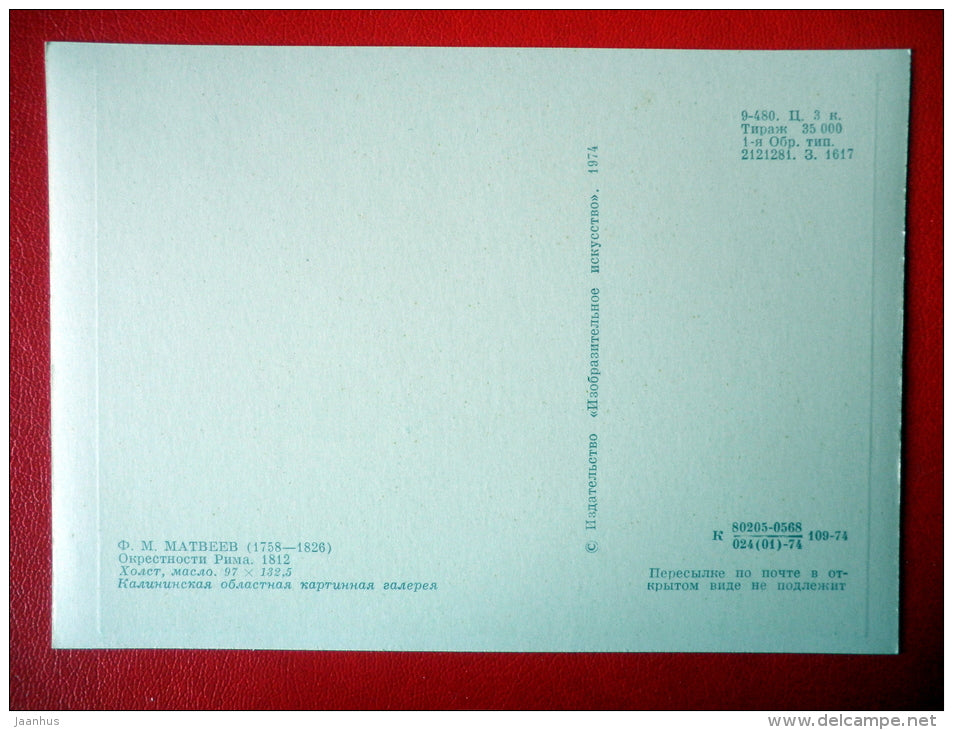 9-480. Ц. 3 к.
Тираж 35 000
1-я Обр. тип.
2121281. З. 1617
© Издательство «Изобразительное искусство». 1974
Ф. М. МАТВЕЕВ (1758—1826)
Окрестности Рима. 1812
Холст, масло. 97 × 132,5
Калининская областная картинная галерея
К 80205-0568 109-74
024(01)-74
Пересылке по почте в от-
крытом виде не подлежит
jaanhus
www.delcampe.net